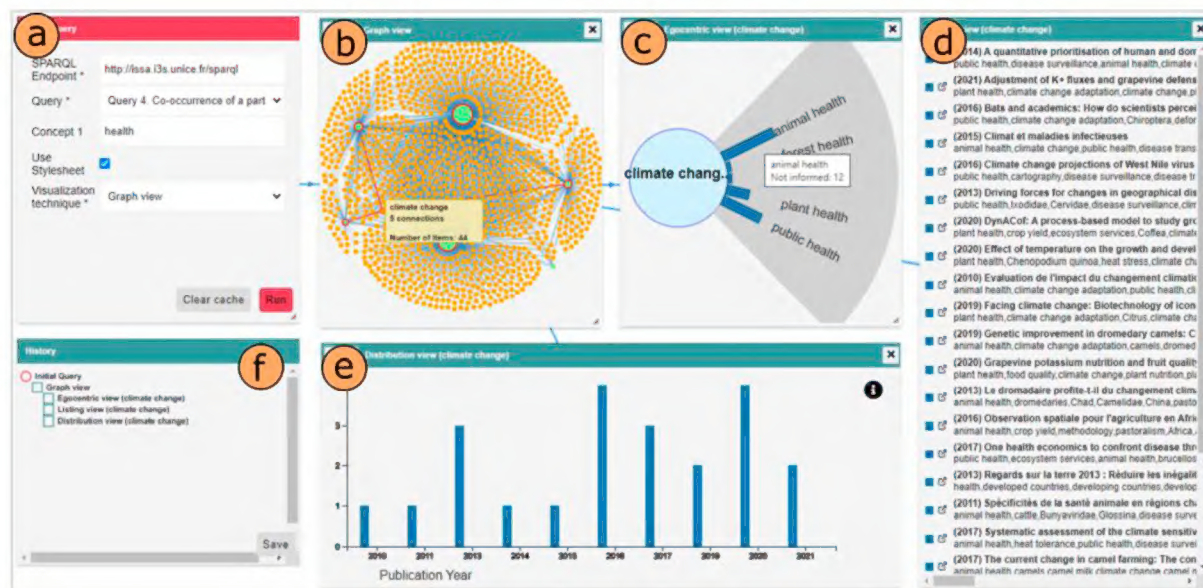 a
uery
SPARQL
Endpoint *
http://issa.i3s.unice.fr/sparql
Query *
Query 4. Co-occurrence of a part
Concept 1
health
Use
Stylesheet
Visualization
technique *
Graph view
Clear cache
Run
b
Graph view
climate change
5 connections
Number of items: 44
c
Egocentric view (climate change)
climate chang...
animal health
forest health
plant health
public health
animal health
Not informed: 12
d
view (climate change)
2014) A quantitative prioritisation of human and dom
public health,disease surveillance,animal health,climate
(2021) Adjustment of K+ fluxes and grapevine defens
plant health,climate change adaptation,climate change,p
(2016) Bats and academics: How do scientists perce
public health,climate change adaptation,Chiroptera,defor
(2015) Climat et maladies infectieuses
animal health,climate change,public health,disease trans
(2016) Climate change projections of West Nile virus
public health,cartography,disease surveillance,disease tr
(2013) Driving forces for changes in geographical dis
public health,Ixodidae,Cervidae,disease surveillance,clim
(2020) DynACof: A process-based model to study gr
plant health,crop yield,ecosystem services,Coffea,climat
(2020) Effect of temperature on the growth and devel
plant health,Chenopodium quinoa,heat stress,climate ch
(2010) Evaluation de l'impact du changement climatic
animal health,climate change adaptation,public health,cli
(2019) Facing climate change: Biotechnology of icon
plant health,climate change adaptation,Citrus,climate cha
(2019) Genetic improvement in dromedary camels: C
animal health,climate change adaptation,camels,dromed
(2020) Grapevine potassium nutrition and fruit quality
plant health,food quality,climate change,plant nutrition,pl
(2013) Le dromadaire profite-t-il du changement clim
animal health,dromedaries,Chad,Camelidae,China,pasto
(2016) Observation spatiale pour l'agriculture en Afri
animal health,crop yield,methodology,pastoralism,Africa,
(2017) One health economics to confront disease thr
public health,ecosystem services,animal health,brucellos
(2013) Regards sur la terre 2013 : Réduire les inégalit
health,developed countries,developing countries,develop
(2011) Spécificités de la santé animale en régions cha
animal health,cattle,Bunyaviridae,Glossina,disease surve
(2017) Systematic assessment of the climate sensitiv
animal health,heat tolerance,public health,disease surveil
(2017) The current change in camel farming: The con
animal health,camels,camel milk,climate change,camel p
History
f
Initial Query
Graph view
Egocentric view (climate change)
Listing view (climate change)
Distribution view (climate change)
Save
e
Distribution view (climate change)
3
2
1
0
2010 2011 2013 2014 2015 2016 2017 2019 2020 2021
Publication Year